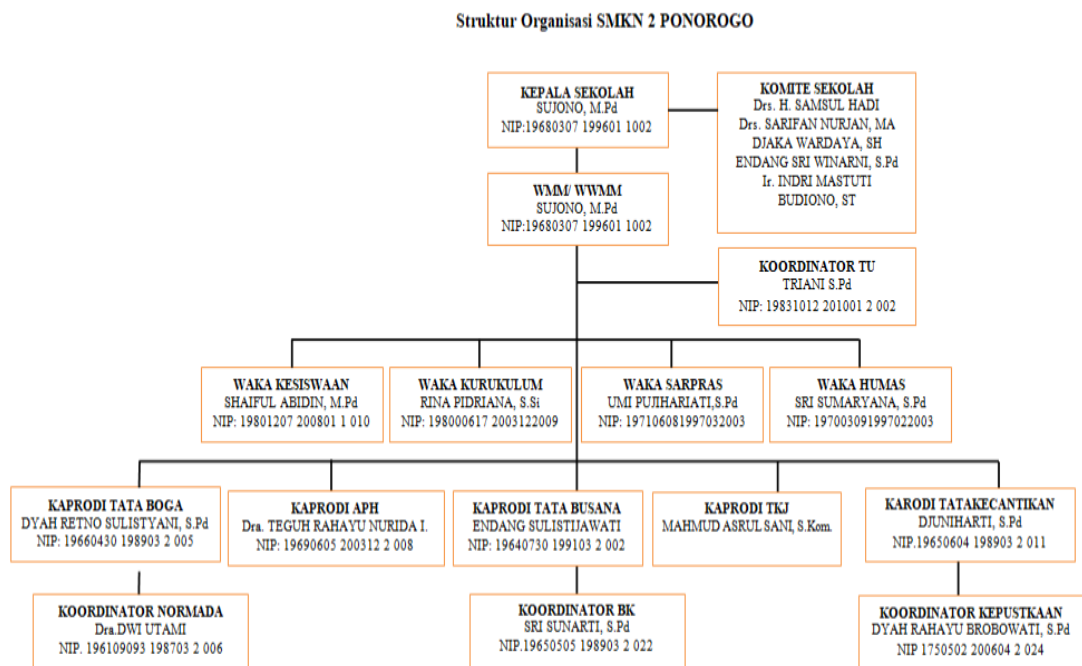 Struktur Organisasi SMKN 2 PONOROGO
KEPALA SEKOLAH
SUJONO, M.Pd
NIP:19680307 199601 1002
KOMITE SEKOLAH
Drs. H. SAMSUL HADI
Drs. SARIFAN NURJAN, MA
DJAKA WARDAYA, SH
ENDANG SRI WINARNI, S.Pd
Ir. INDRI MASTUTI
BUDIONO, ST
WMM/ WWMM
SUJONO, M.Pd
NIP:19680307 199601 1002
KOORDINATOR TU
TRIANI S.Pd
NIP: 19831012 201001 2 002
WAKA KESISWAAN
SHAIFUL ABIDIN, M.Pd
NIP: 19801207 200801 1 010
WAKA KURUKULUM
RINA PIDRIANA, S.Si
NIP: 198000617 2003122009
WAKA SARPRAS
UMI PUJIHARIATI,S.Pd
NIP: 197106081997032003
WAKA HUMAS
SRI SUMARYANA, S.Pd
NIP: 197003091997022003
KAPRODI TATA BOGA
DYAH RETNO SULISTYANI, S.Pd
NIP: 19660430 198903 2 005
KAPRODI APH
Dra. TEGUH RAHAYU NURIDA I.
NIP: 19690605 200312 2 008
KAPRODI TATA BUSANA
ENDANG SULISTIJAWATI
NIP: 19640730 199103 2 002
KAPRODI TKJ
MAHMUD ASRUL SANI, S.Kom.
KARODI TATAKECANTIKAN
DJUNIHARTI, S.Pd
NIP.19650604 198903 2 011
KOORDINATOR NORMADA
Dra.DWI UTAMI
NIP. 196109093 198703 2 006
KOORDINATOR BK
SRI SUNARTI, S.Pd
NIP.19650505 198903 2 022
KOORDINATOR KEPUSTKAAN
DYAH RAHAYU BROBOWATI, S.Pd
NIP 1750502 200604 2 024